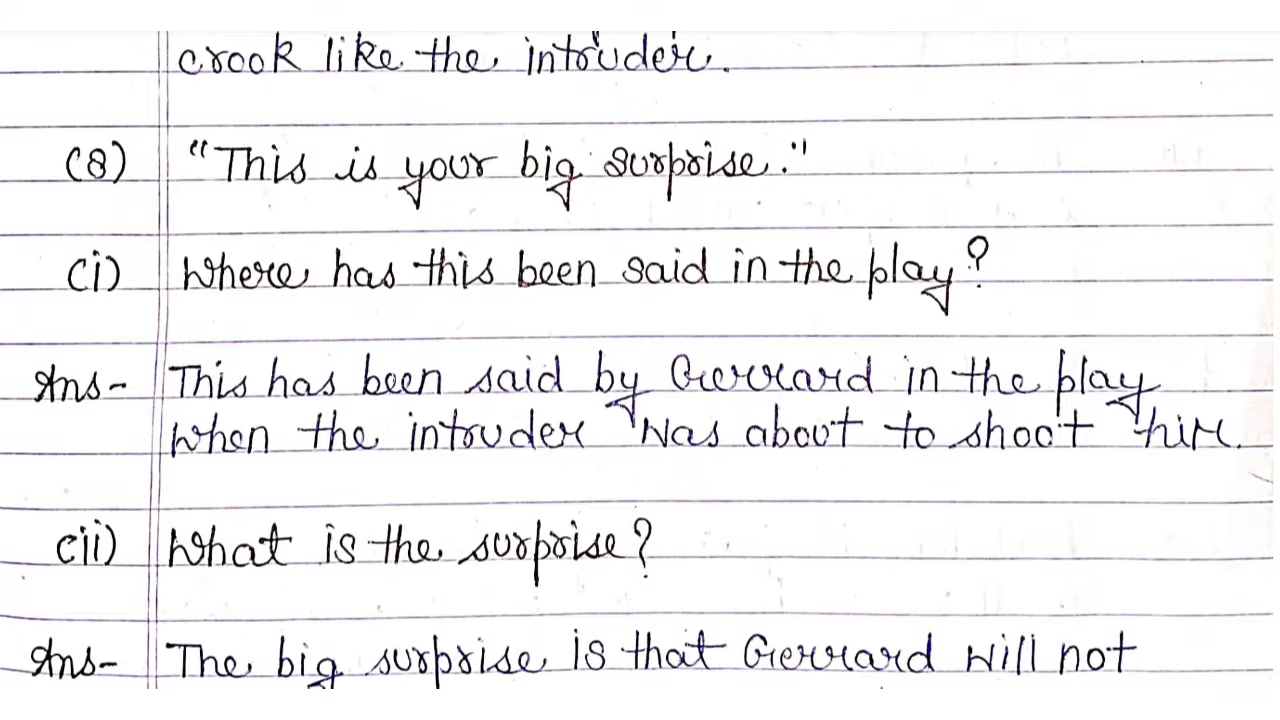 crook like the intruder.
(8) "This is your big surprise."
(i) Where has this been said in the play?
Ans- This has been said by Gerrard in the play
when the intruder was about to shoot him.
(ii) What is the surprise?
Ans- The big surprise is that Gerrard will not